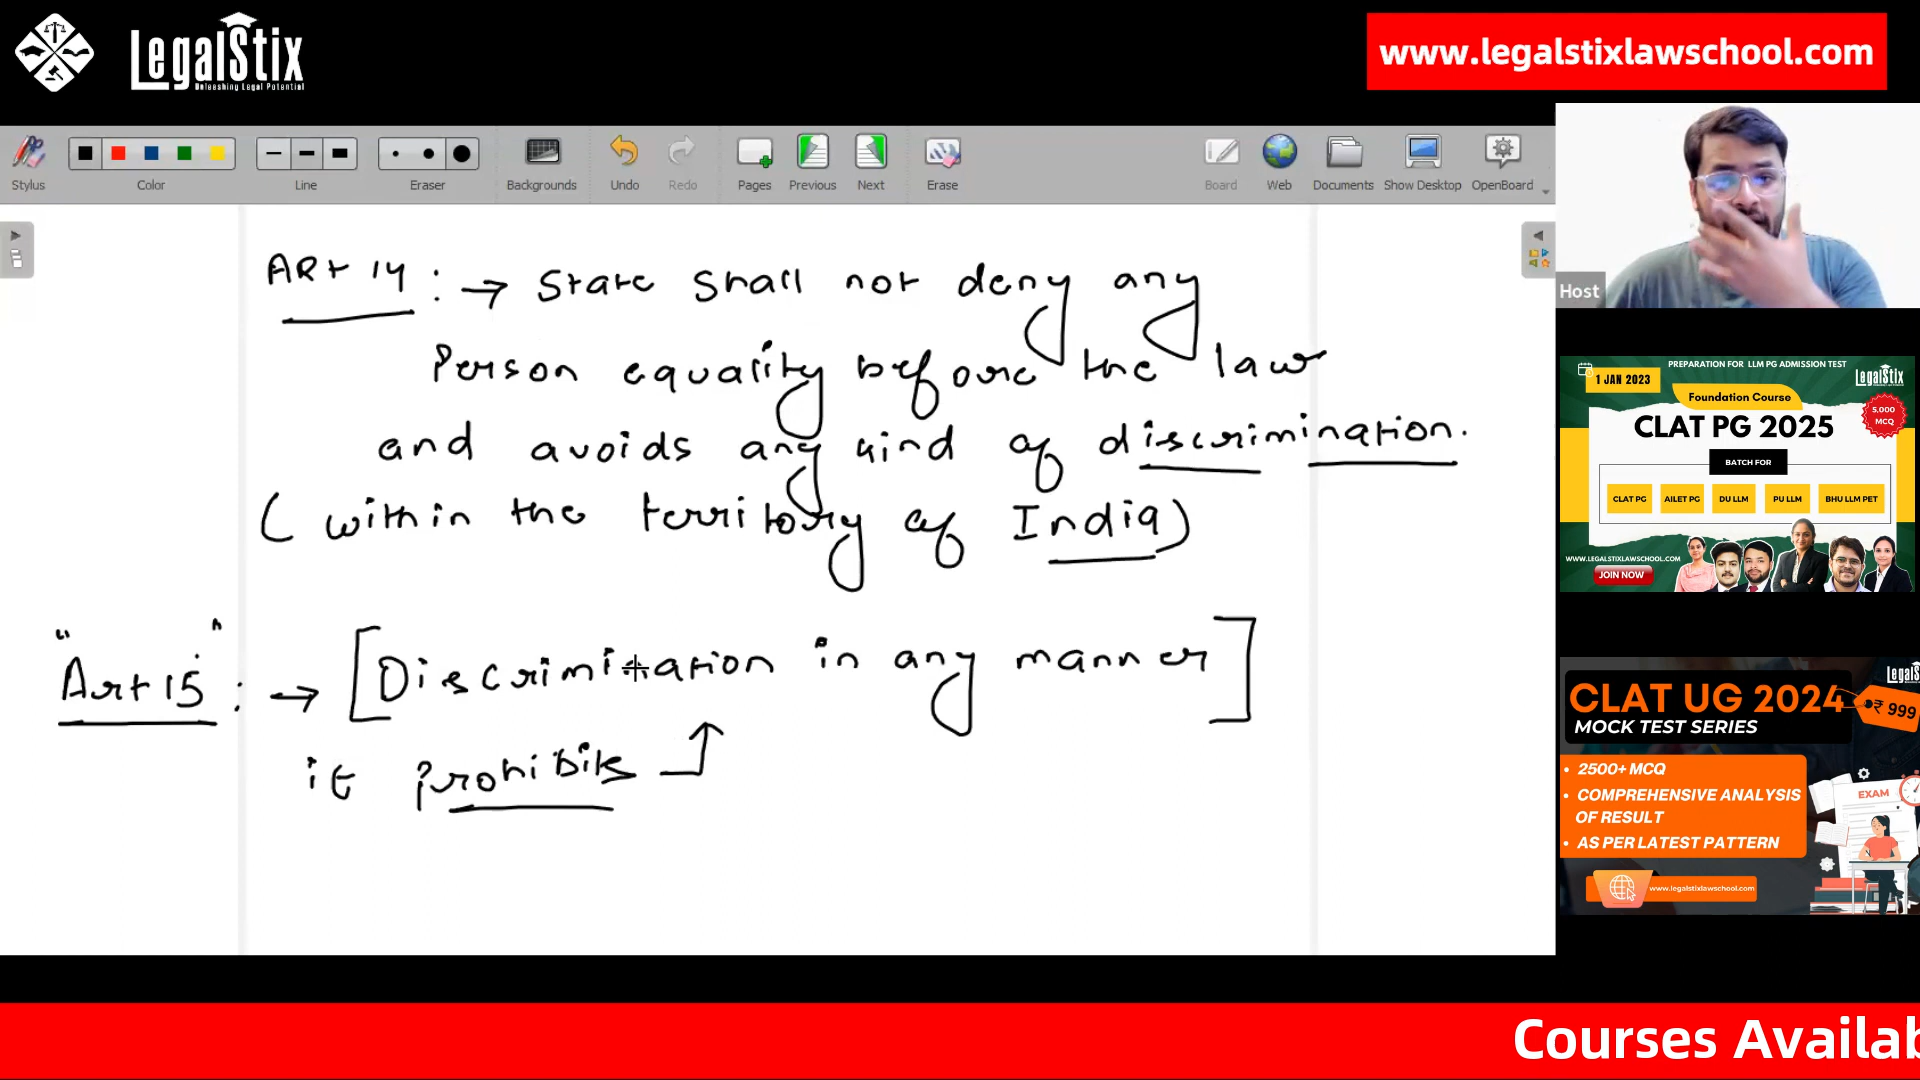 LegalStix
Unleashing Legal Potential
www.legalstixlawschool.com
Stylus
Color
Line
Eraser
Backgrounds
Undo
Redo
Pages
Previous
Next
Erase
Board
Web
Documents
Show Desktop
OpenBoard
Host
ART 14 : → State shall not deny any
Person equality before the law
and avoids any kind of discrimination.
(within the territory of India)
"Art 15" : → [Discrimination in any manner]
it prohibits
1 JAN 2023
PREPARATION FOR LLM PG ADMISSION TEST
LegalStix
Foundation Course
5,000 MCQ
CLAT PG 2025
BATCH FOR
CLAT PG AILET PG DU LLM PU LLM BHU LLM PET
WWW.LEGALSTIXLAWSCHOOL.COM
JOIN NOW
LegalS
CLAT UG 2024
₹ 999
MOCK TEST SERIES
• 2500+ MCQ
• COMPREHENSIVE ANALYSIS
OF RESULT
• AS PER LATEST PATTERN
EXAM
www.legalstixlawschool.com
Courses Availab